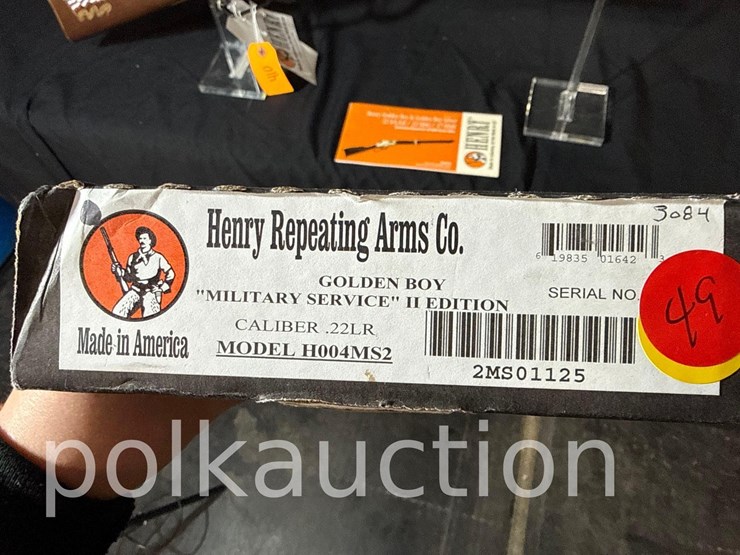 HENRY
3084
Henry Repeating Arms Co.
6 19835 01642 3
GOLDEN BOY
"MILITARY SERVICE" II EDITION
SERIAL NO.
49
CALIBER .22LR
MODEL H004MS2
Made in America
2MS01125
polkauction